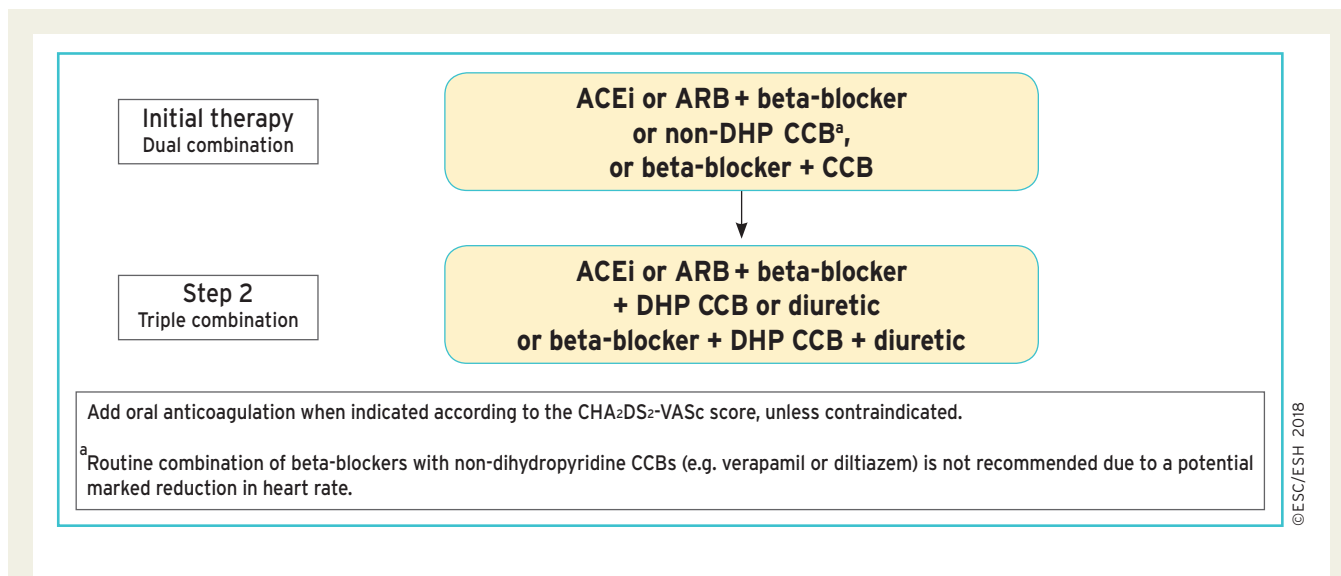 Initial therapy
Dual combination
ACEi or ARB + beta-blocker
or non-DHP CCBᵃ,
or beta-blocker + CCB
Step 2
Triple combination
ACEi or ARB + beta-blocker
+ DHP CCB or diuretic
or beta-blocker + DHP CCB + diuretic
Add oral anticoagulation when indicated according to the CHA₂DS₂-VASc score, unless contraindicated.
ᵃRoutine combination of beta-blockers with non-dihydropyridine CCBs (e.g. verapamil or diltiazem) is not recommended due to a potential
marked reduction in heart rate.
©ESC/ESH 2018